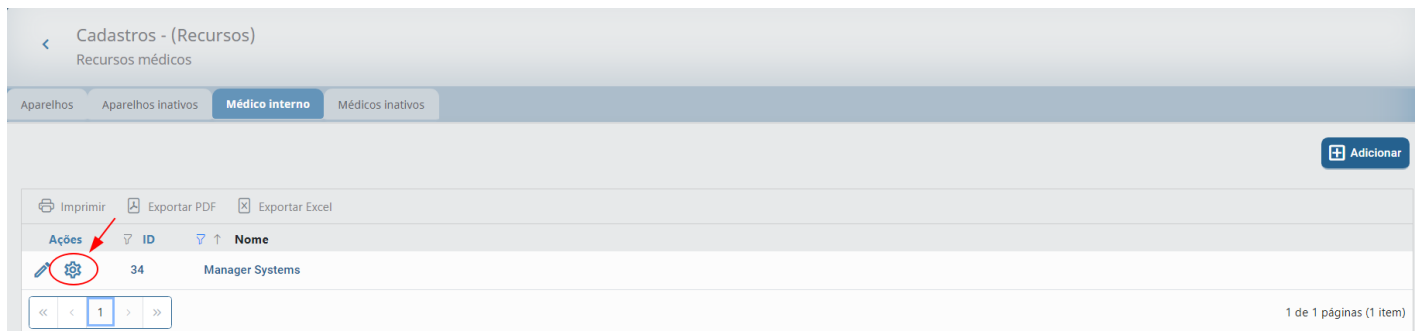 Cadastros - (Recursos)
Recursos médicos
Aparelhos Aparelhos inativos Médico interno Médicos inativos
Adicionar
Imprimir Exportar PDF Exportar Excel
Ações ID Nome
34 Manager Systems
1 1 de 1 páginas (1 item)